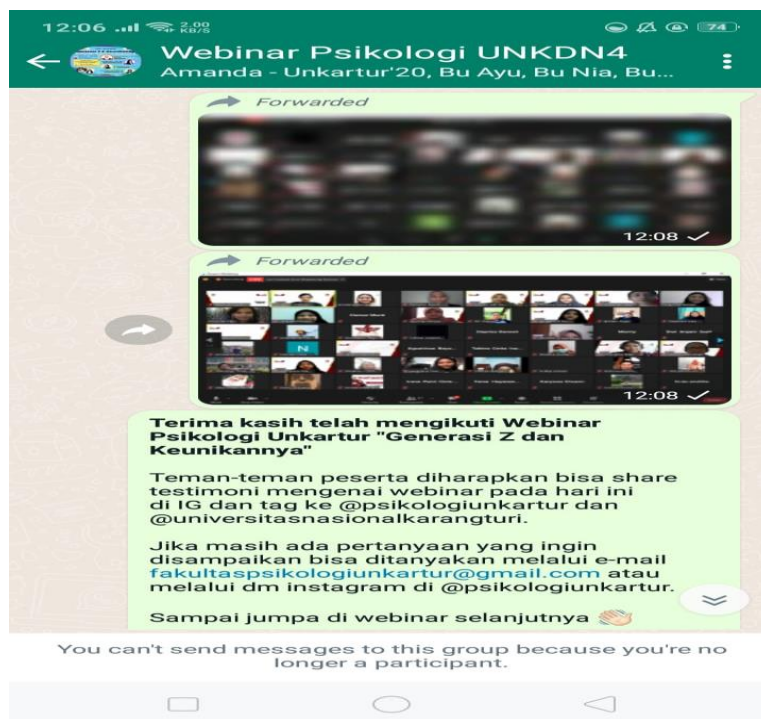 12:06 2.00 KB/S 74
Webinar Psikologi UNKDN4
Amanda - Unkartur'20, Bu Ayu, Bu Nia, Bu...
Forwarded
12:08
Forwarded
N
12:08
Terima kasih telah mengikuti Webinar
Psikologi Unkartur "Generasi Z dan
Keunikannya"
Teman-teman peserta diharapkan bisa share
testimoni mengenai webinar pada hari ini
di IG dan tag ke @psikologiunkartur dan
@universitasnasionalkarangturi.
Jika masih ada pertanyaan yang ingin
disampaikan bisa ditanyakan melalui e-mail
fakultaspsikologiunkartur@gmail.com atau
melalui dm instagram di @psikologiunkartur.
Sampai jumpa di webinar selanjutnya 👏🏻
You can't send messages to this group because you're no
longer a participant.